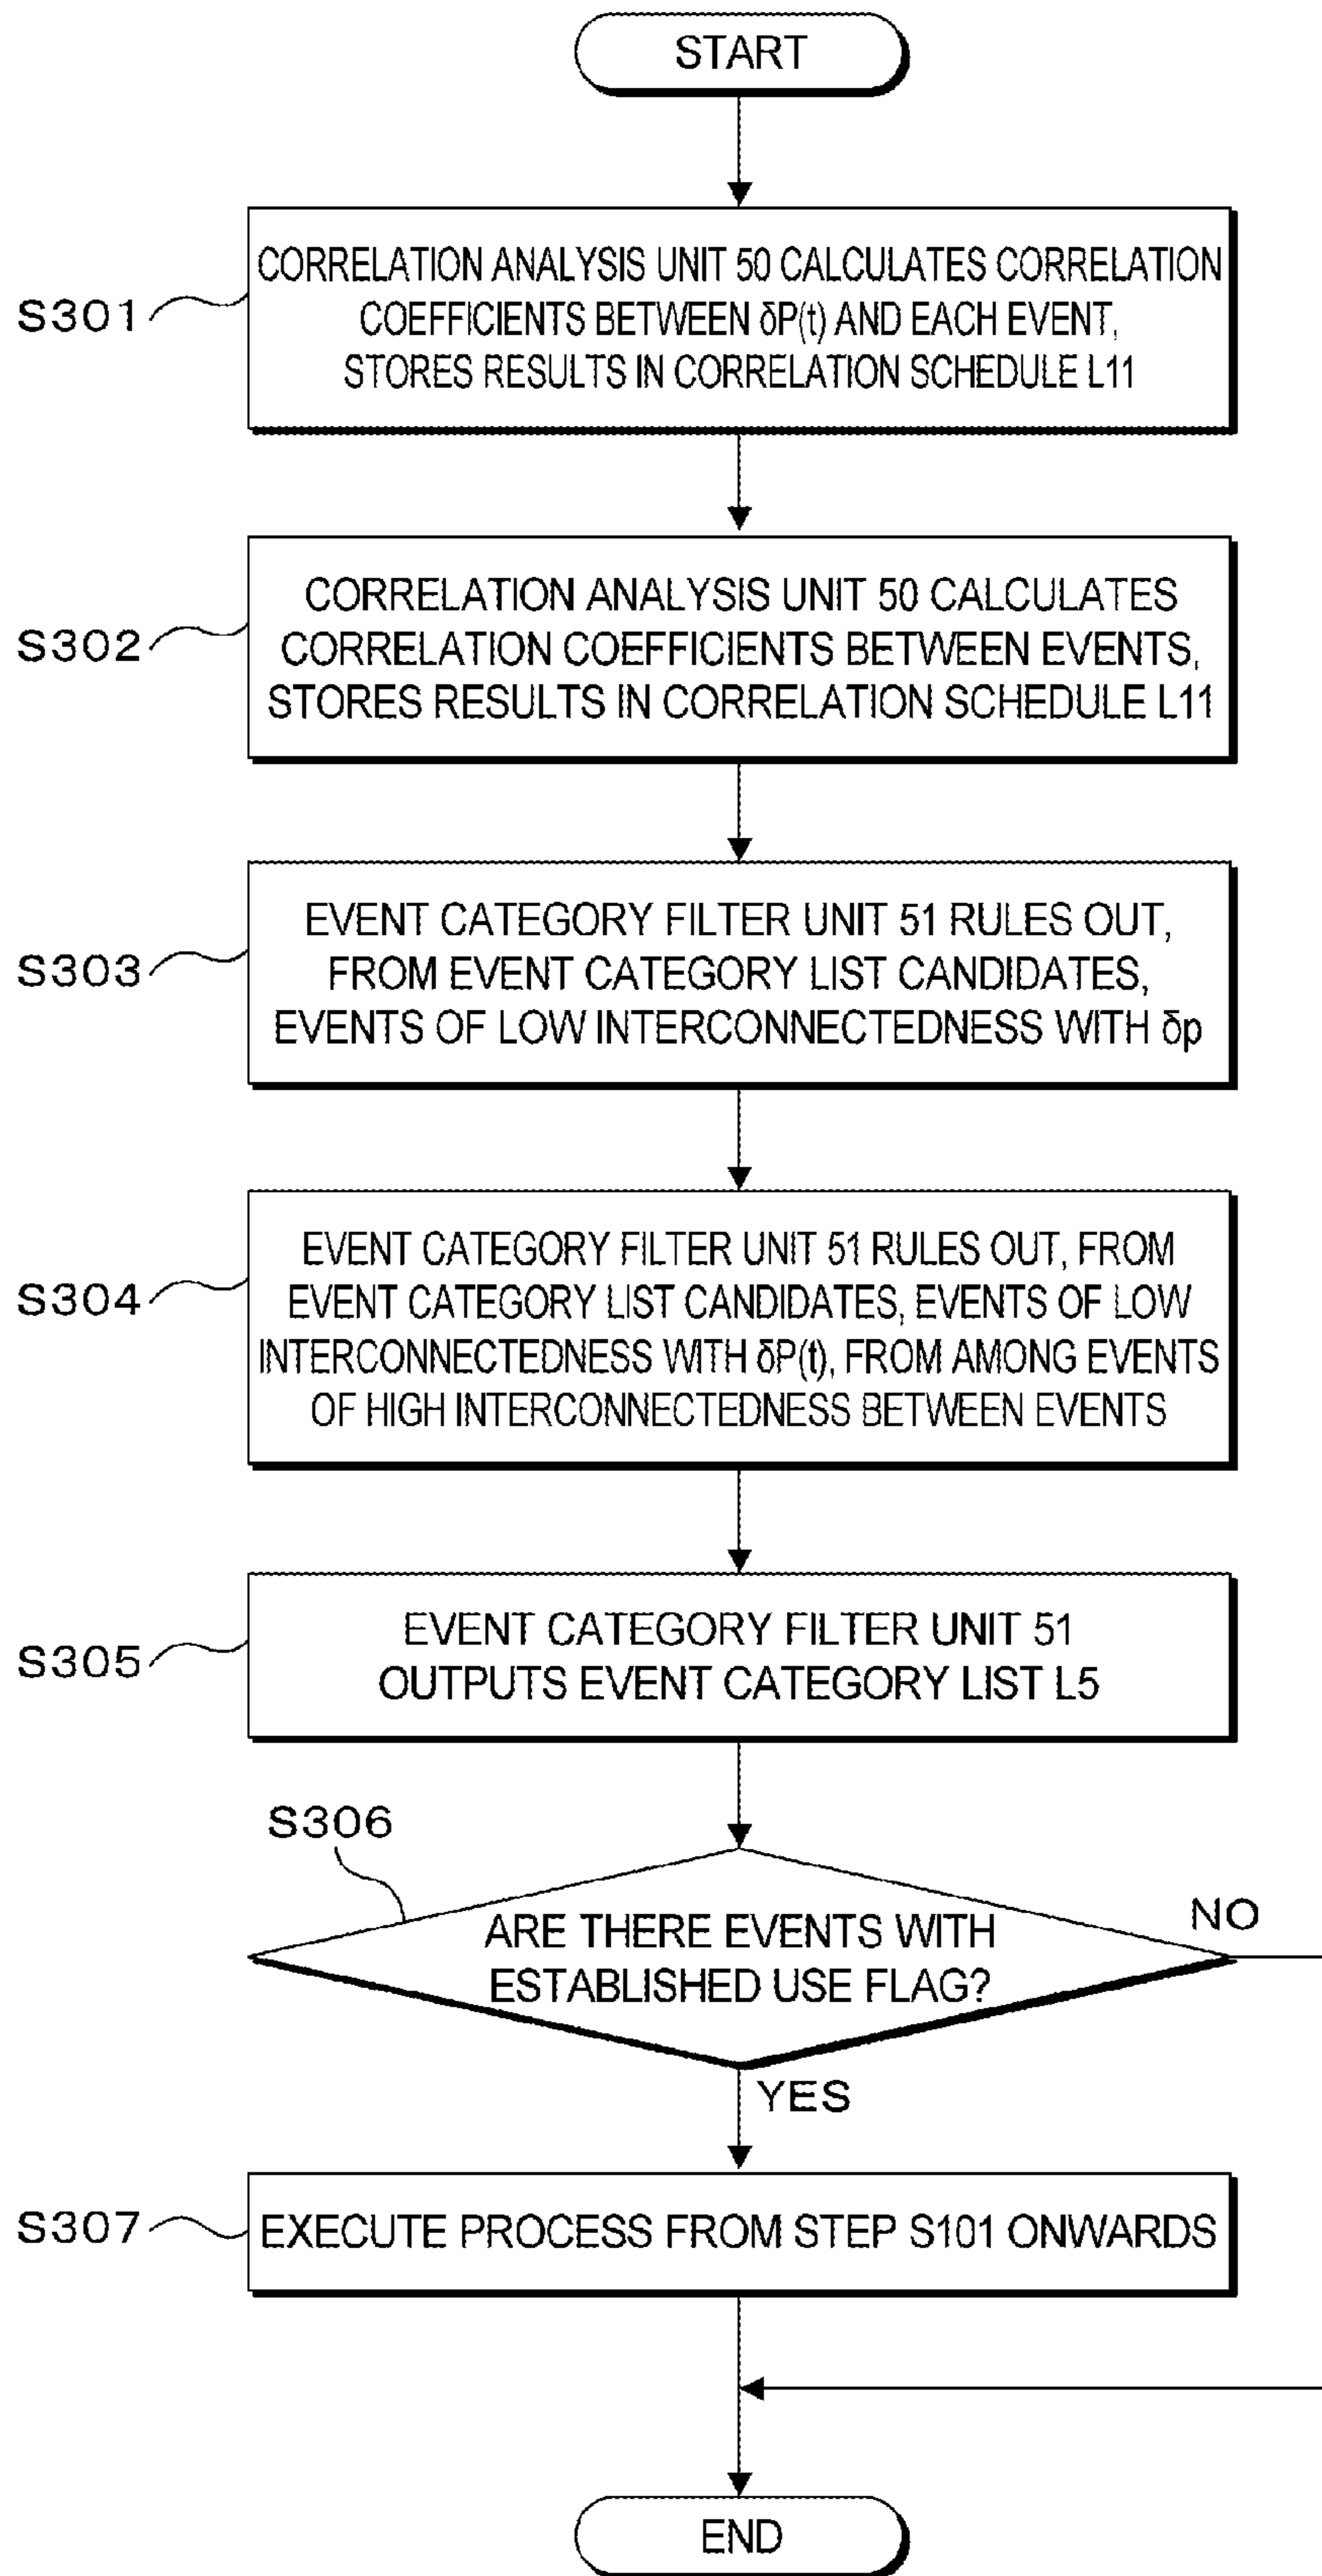 START
S301
CORRELATION ANALYSIS UNIT 50 CALCULATES CORRELATION
COEFFICIENTS BETWEEN δP(t) AND EACH EVENT,
STORES RESULTS IN CORRELATION SCHEDULE L11
S302
CORRELATION ANALYSIS UNIT 50 CALCULATES
CORRELATION COEFFICIENTS BETWEEN EVENTS,
STORES RESULTS IN CORRELATION SCHEDULE L11
S303
EVENT CATEGORY FILTER UNIT 51 RULES OUT,
FROM EVENT CATEGORY LIST CANDIDATES,
EVENTS OF LOW INTERCONNECTEDNESS WITH δp
S304
EVENT CATEGORY FILTER UNIT 51 RULES OUT, FROM
EVENT CATEGORY LIST CANDIDATES, EVENTS OF LOW
INTERCONNECTEDNESS WITH δP(t), FROM AMONG EVENTS
OF HIGH INTERCONNECTEDNESS BETWEEN EVENTS
S305
EVENT CATEGORY FILTER UNIT 51
OUTPUTS EVENT CATEGORY LIST L5
S306
ARE THERE EVENTS WITH
ESTABLISHED USE FLAG?
NO
YES
S307
EXECUTE PROCESS FROM STEP S101 ONWARDS
END